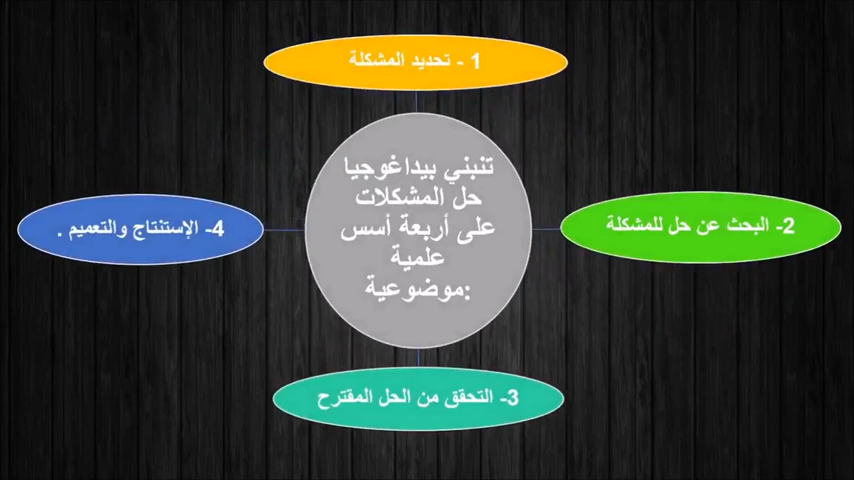 1 - تحديد المشكلة
تنبني بيداغوجيا
حل المشكلات
على أربعة أسس
علمية
موضوعية:
2- البحث عن حل للمشكلة
3- التحقق من الحل المقترح
4- الإستنتاج والتعميم .